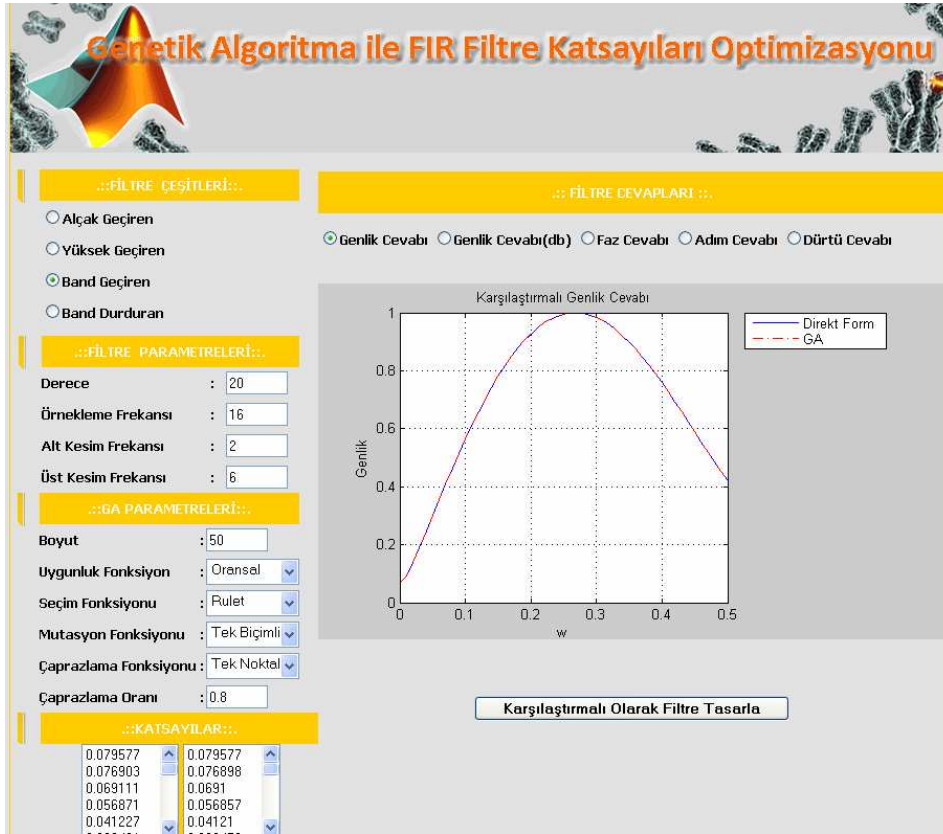 Genetik Algoritma ile FIR Filtre Katsayıları Optimizasyonu
.::FİLTRE ÇEŞİTLERİ::.
Alçak Geçiren
Yüksek Geçiren
Band Geçiren
Band Durduran
.::FİLTRE PARAMETRELERİ::.
Derece : 20
Örnekleme Frekansı : 16
Alt Kesim Frekansı : 2
Üst Kesim Frekansı : 6
.::GA PARAMETRELERİ::.
Boyut : 50
Uygunluk Fonksiyon : Oransal
Seçim Fonksiyonu : Rulet
Mutasyon Fonksiyonu : Tek Biçimli
Çaprazlama Fonksiyonu : Tek Noktal
Çaprazlama Oranı : 0.8
.::KATSAYILAR::.
0.079577 0.079577
0.076903 0.076898
0.069111 0.0691
0.056871 0.056857
0.041227 0.04121
.:: FİLTRE CEVAPLARI ::.
Genlik Cevabı Genlik Cevabı(db) Faz Cevabı Adım Cevabı Dürtü Cevabı
Karşılaştırmalı Genlik Cevabı
Direkt Form
GA
1
0.8
0.6
0.4
0.2
0
Genlik
0 0.1 0.2 0.3 0.4 0.5
w
Karşılaştırmalı Olarak Filtre Tasarla